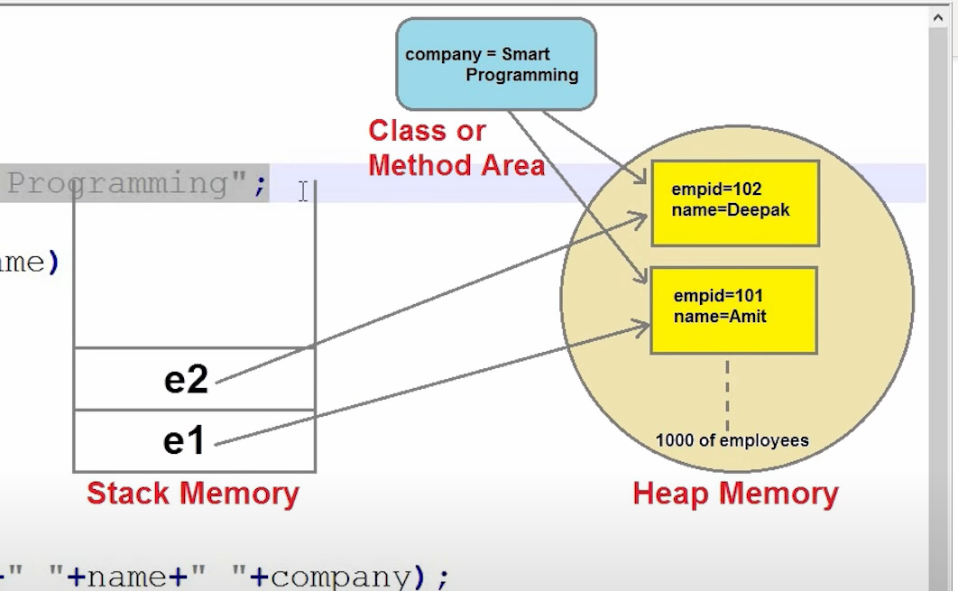 company = Smart
Programming
Class or
Method Area
Programming";
empid=102
name=Deepak
ame)
empid=101
name=Amit
e2
e1
1000 of employees
Stack Memory
Heap Memory
+" "+name+" "+company);